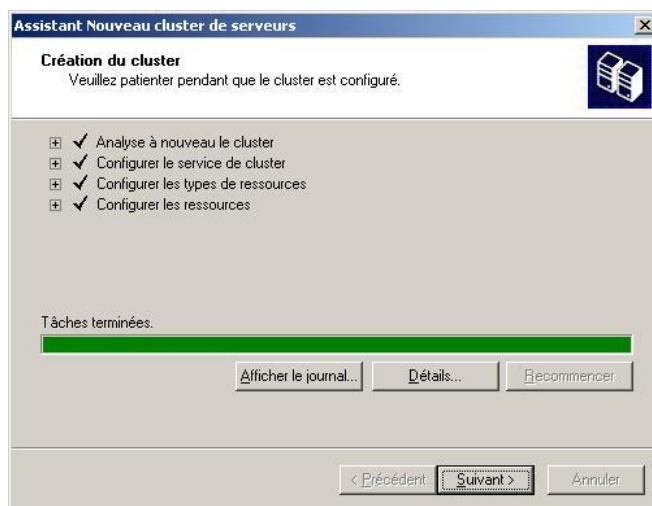 Assistant Nouveau cluster de serveurs
Création du cluster
Veuillez patienter pendant que le cluster est configuré.
Analyse à nouveau le cluster
Configurer le service de cluster
Configurer les types de ressources
Configurer les ressources
Tâches terminées.
Afficher le journal... Détails... Recommencer
< Précédent Suivant > Annuler